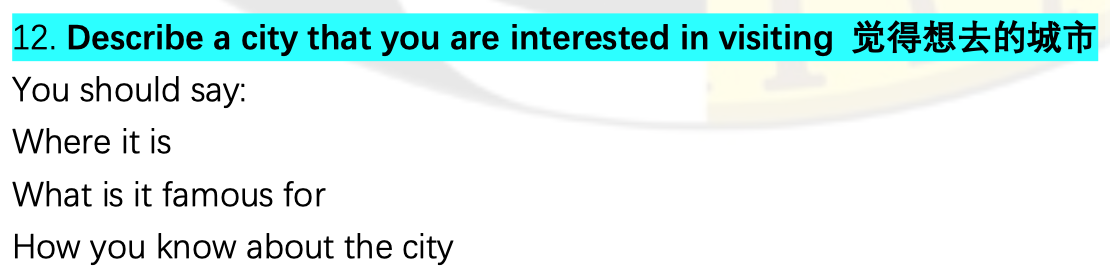 12. Describe a city that you are interested in visiting 觉得想去的城市
You should say:
Where it is
What is it famous for
How you know about the city